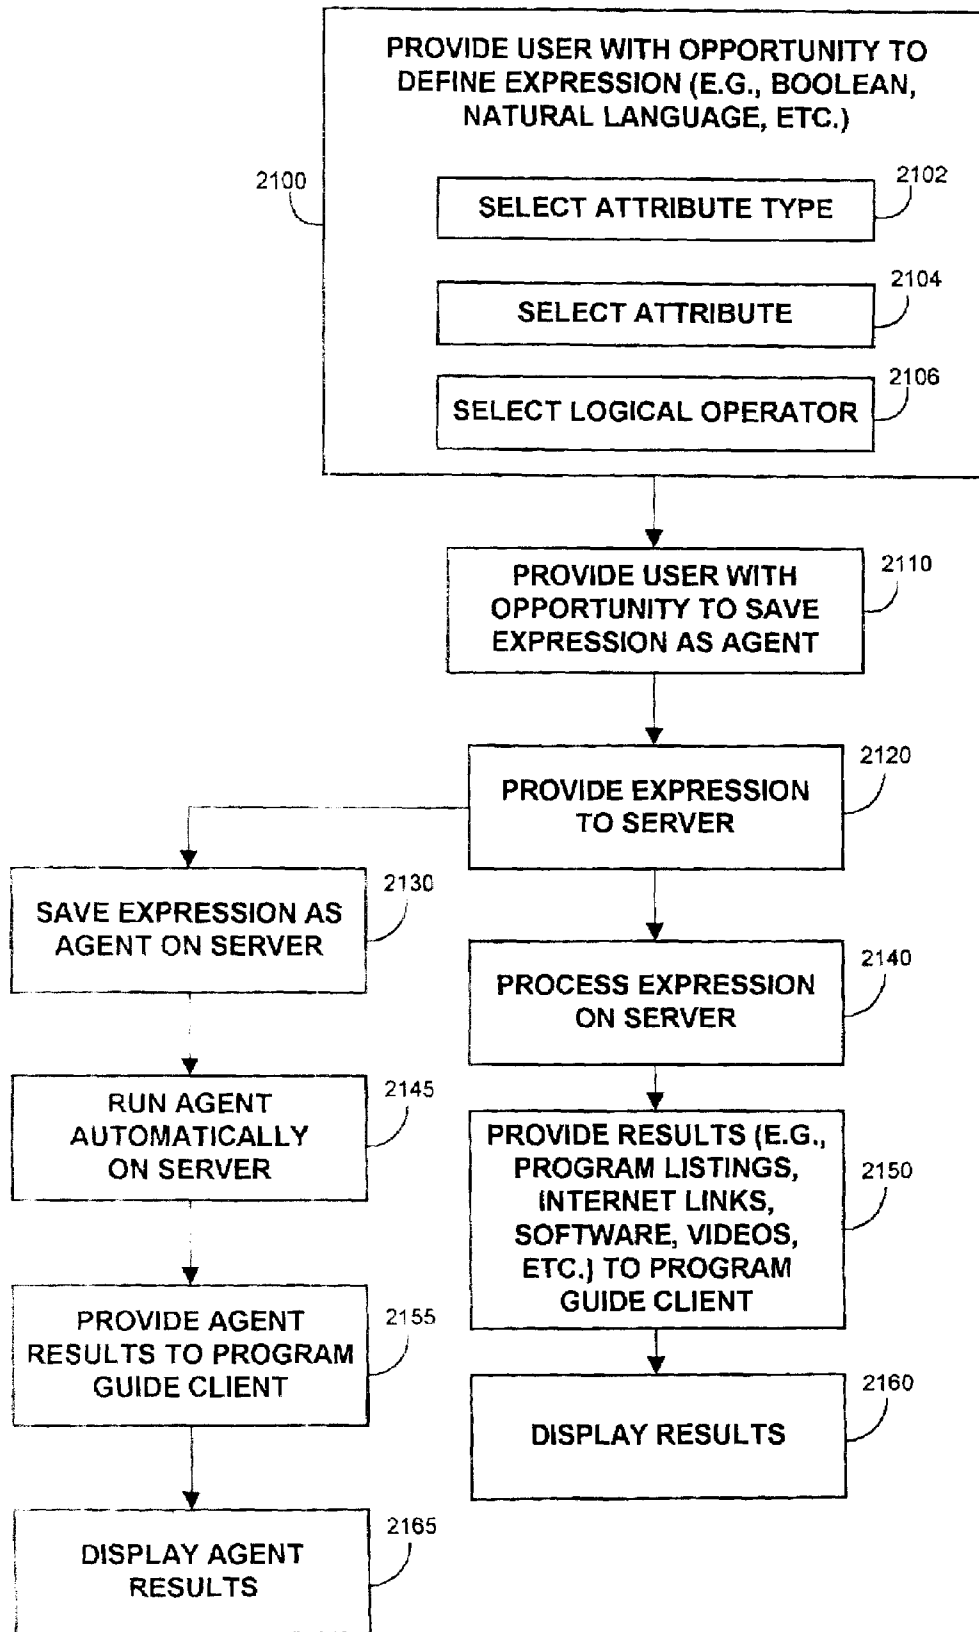 PROVIDE USER WITH OPPORTUNITY TO
DEFINE EXPRESSION (E.G., BOOLEAN,
NATURAL LANGUAGE, ETC.)
2100
2102
SELECT ATTRIBUTE TYPE
2104
SELECT ATTRIBUTE
2106
SELECT LOGICAL OPERATOR
2110
PROVIDE USER WITH
OPPORTUNITY TO SAVE
EXPRESSION AS AGENT
2120
PROVIDE EXPRESSION
TO SERVER
2130
SAVE EXPRESSION AS
AGENT ON SERVER
2140
PROCESS EXPRESSION
ON SERVER
2145
RUN AGENT
AUTOMATICALLY
ON SERVER
2150
PROVIDE RESULTS (E.G.,
PROGRAM LISTINGS,
INTERNET LINKS,
SOFTWARE, VIDEOS,
ETC.) TO PROGRAM
GUIDE CLIENT
2155
PROVIDE AGENT
RESULTS TO PROGRAM
GUIDE CLIENT
2160
DISPLAY RESULTS
2165
DISPLAY AGENT
RESULTS